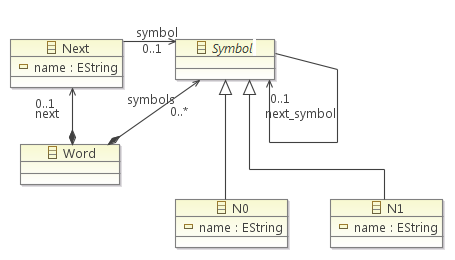 symbol
Next
0..1
Symbol
name : EString
0..1
next
symbols
0..*
0..1
next_symbol
Word
N0
name : EString
N1
name : EString